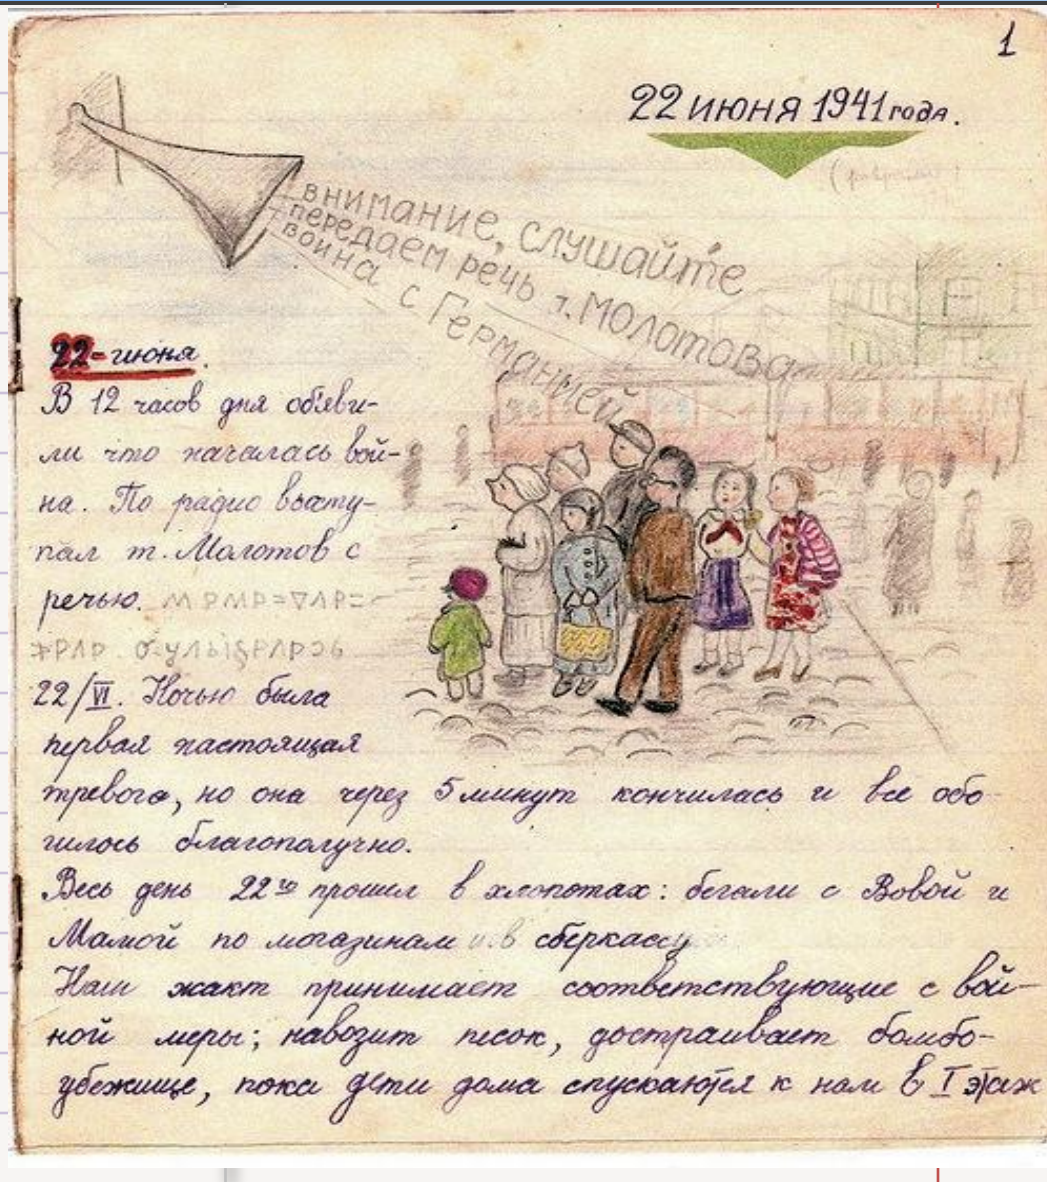 1
22 июня 1941 года.
внимание, слушайте
передаем речь т. Молотова
война с Германией
22-июня.
В 12 часов дня обяви-
ли что началась вой-
на. По радио высту-
пал т. Молотов с
речью.
22/VI. Ночью была
первая настоящая
тревога, но она через 5 минут кончилась и все обо-
шлось благополучно.
Весь день 22го прошел в хлопотах: бегали с Вовой и
Мамой по магазинам и в сберкассу
Наш жакт принимает соответствующие с вой-
ной меры; навозит песок, достраивает бомбо-
убежище, пока дети дома спускаются к нам в I этаж